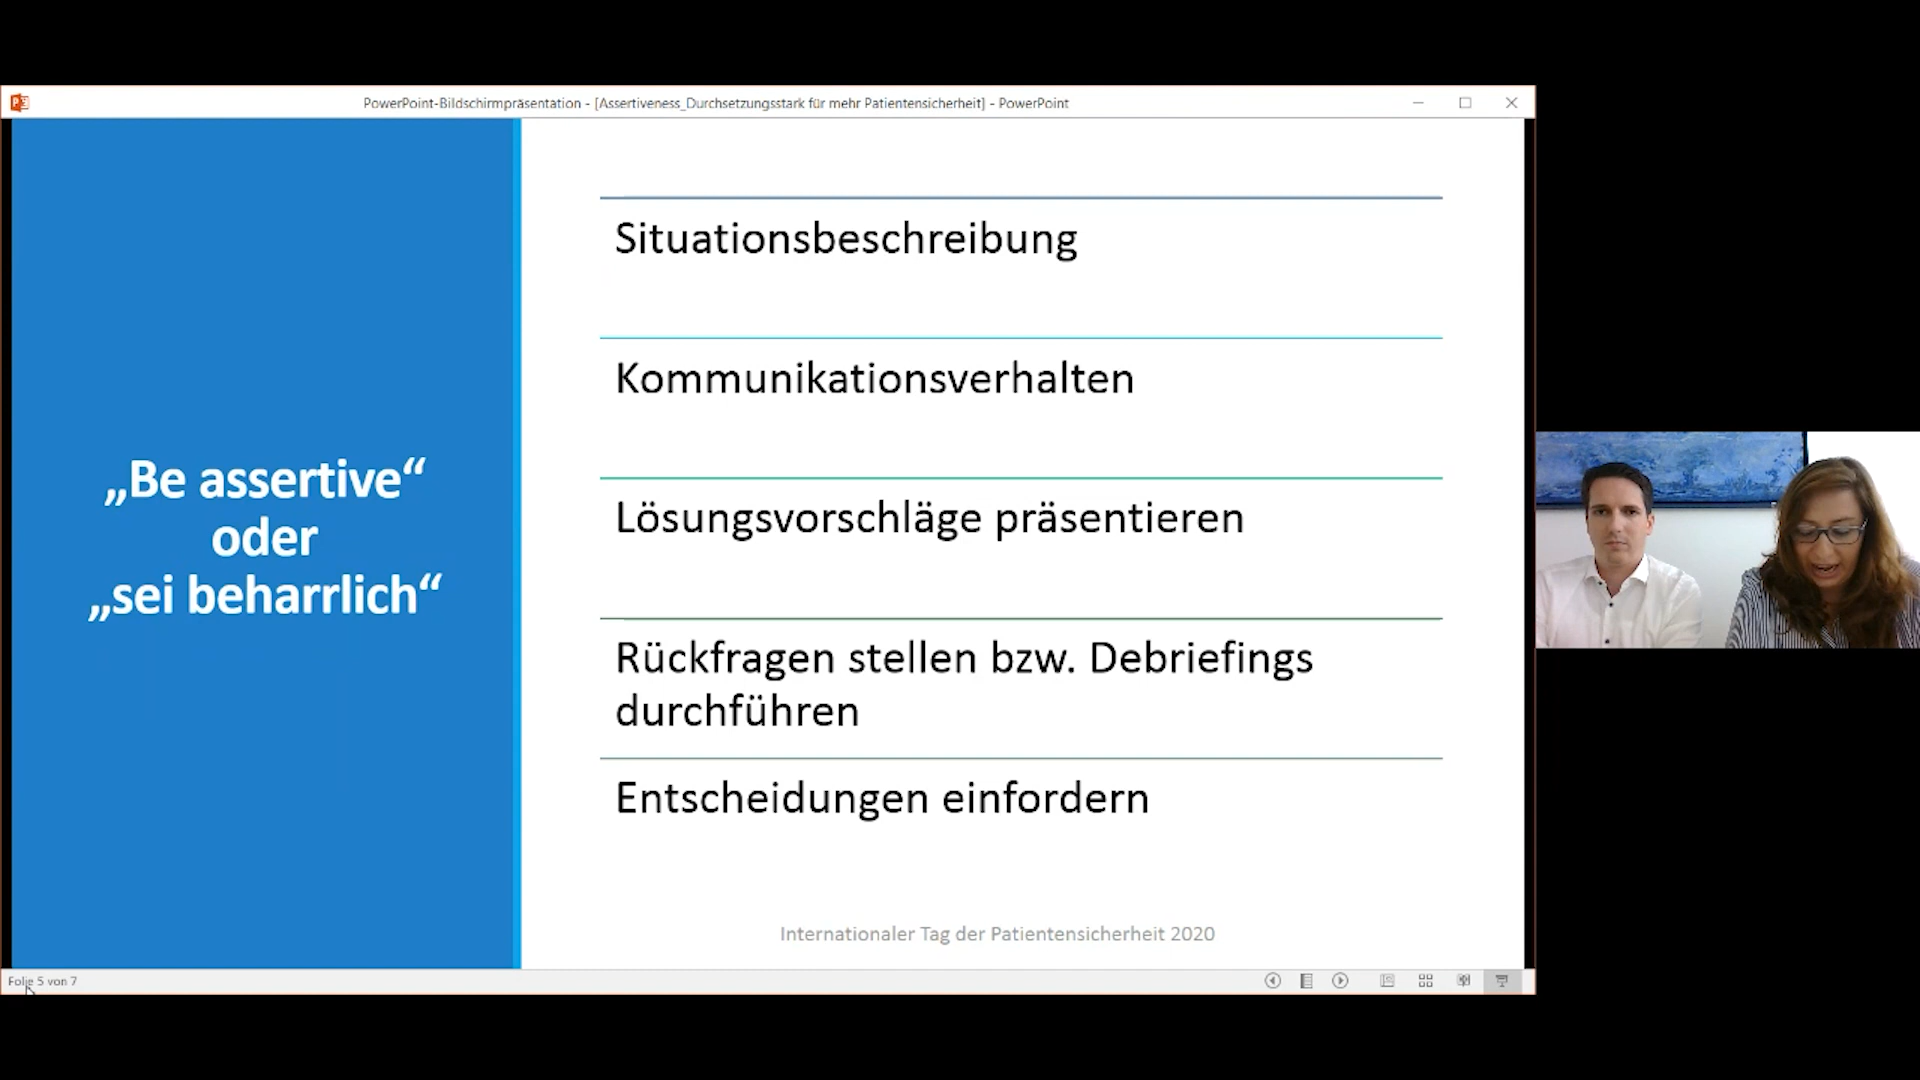 PowerPoint-Bildschirmpräsentation - [Assertiveness_Durchsetzungsstark für mehr Patientensicherheit] - PowerPoint
„Be assertive“
oder
„sei beharrlich“
Situationsbeschreibung
Kommunikationsverhalten
Lösungsvorschläge präsentieren
Rückfragen stellen bzw. Debriefings
durchführen
Entscheidungen einfordern
Internationaler Tag der Patientensicherheit 2020
Folie 5 von 7